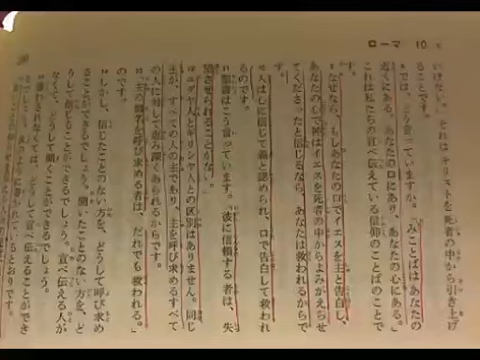 ローマ 10
いけない。それはキリストを死者の中から引き上げ
ることです。
では、どう言っていますか。「みことばはあなたの
近くにある。あなたの口にあり、あなたの心にある。」
これは私たちの宣べ伝えている信仰のことばのことで
す。
なぜなら、もしあなたの口でイエスを主と告白し、
あなたの心で神はイエスを死者の中からよみがえらせ
てくださったと信じるなら、あなたは救われるからで
す。
人は心に信じて義と認められ、口で告白して救われ
るのです。
聖書はこう言っています。「彼に信頼する者は、失
望させられることがない。」
ユダヤ人とギリシヤ人との区別はありません。同じ
主が、すべての人の主であり、主を呼び求めるすべて
の人に対して恵み深くあられるからです。
「主の御名を呼び求める者は、だれでも救われる。」
のです。
しかし、信じたことのない方を、どうして呼び求め
ることができるでしょう。聞いたことのない方を、ど
うして信じることができるでしょう。宣べ伝える人が
なくて、どうして聞くことができるでしょう。
遣わされなくては、どうして宣べ伝えることができ
るでしょう。次のように書かれているとおりです。